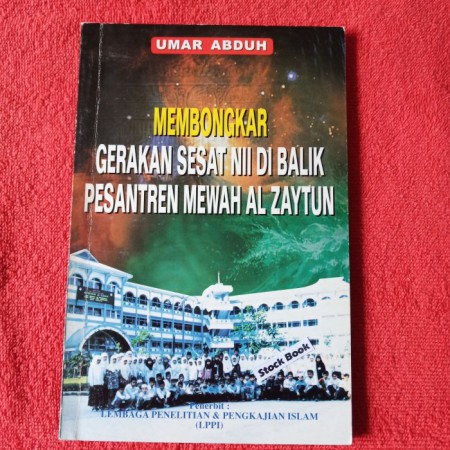 UMAR ABDUH
MEMBONGKAR
GERAKAN SESAT NII DI BALIK
PESANTREN MEWAH AL ZAYTUN
Stock Book
Penerbit :
LEMBAGA PENELITIAN & PENGKAJIAN ISLAM
(LPPI)